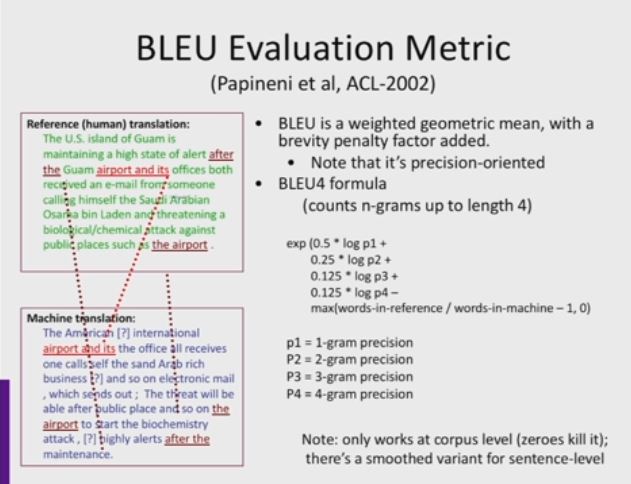 BLEU Evaluation Metric
(Papineni et al, ACL-2002)
Reference (human) translation:
The U.S. island of Guam is
maintaining a high state of alert after
the Guam airport and its offices both
received an e-mail from someone
calling himself the Saudi Arabian
Osama bin Laden and threatening a
biological/chemical attack against
public places such as the airport .
Machine translation:
The American [?] international
airport and its the office all receives
one calls self the sand Arab rich
business [?] and so on electronic mail
, which sends out ; The threat will be
able after public place and so on the
airport to start the biochemistry
attack , [?] highly alerts after the
maintenance.
• BLEU is a weighted geometric mean, with a
brevity penalty factor added.
• Note that it's precision-oriented
• BLEU4 formula
(counts n-grams up to length 4)
exp (0.5 * log p1 +
0.25 * log p2 +
0.125 * log p3 +
0.125 * log p4 –
max(words-in-reference / words-in-machine – 1, 0)
p1 = 1-gram precision
P2 = 2-gram precision
P3 = 3-gram precision
P4 = 4-gram precision
Note: only works at corpus level (zeroes kill it);
there's a smoothed variant for sentence-level